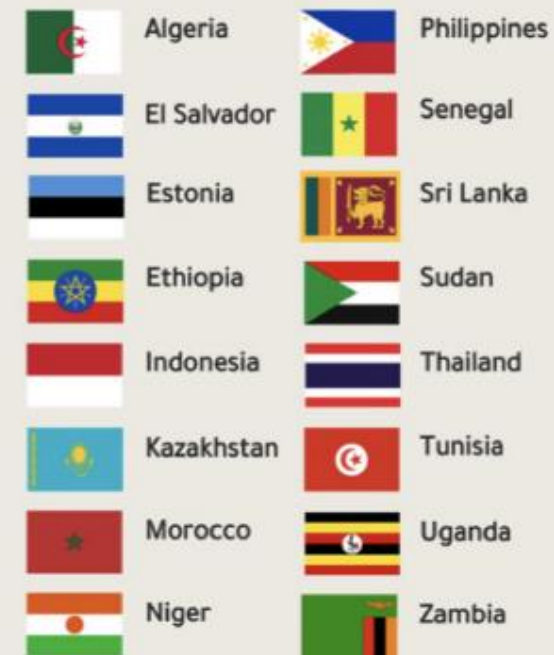 Algeria
El Salvador
Estonia
Ethiopia
Indonesia
Kazakhstan
Morocco
Niger
Philippines
Senegal
Sri Lanka
Sudan
Thailand
Tunisia
Uganda
Zambia